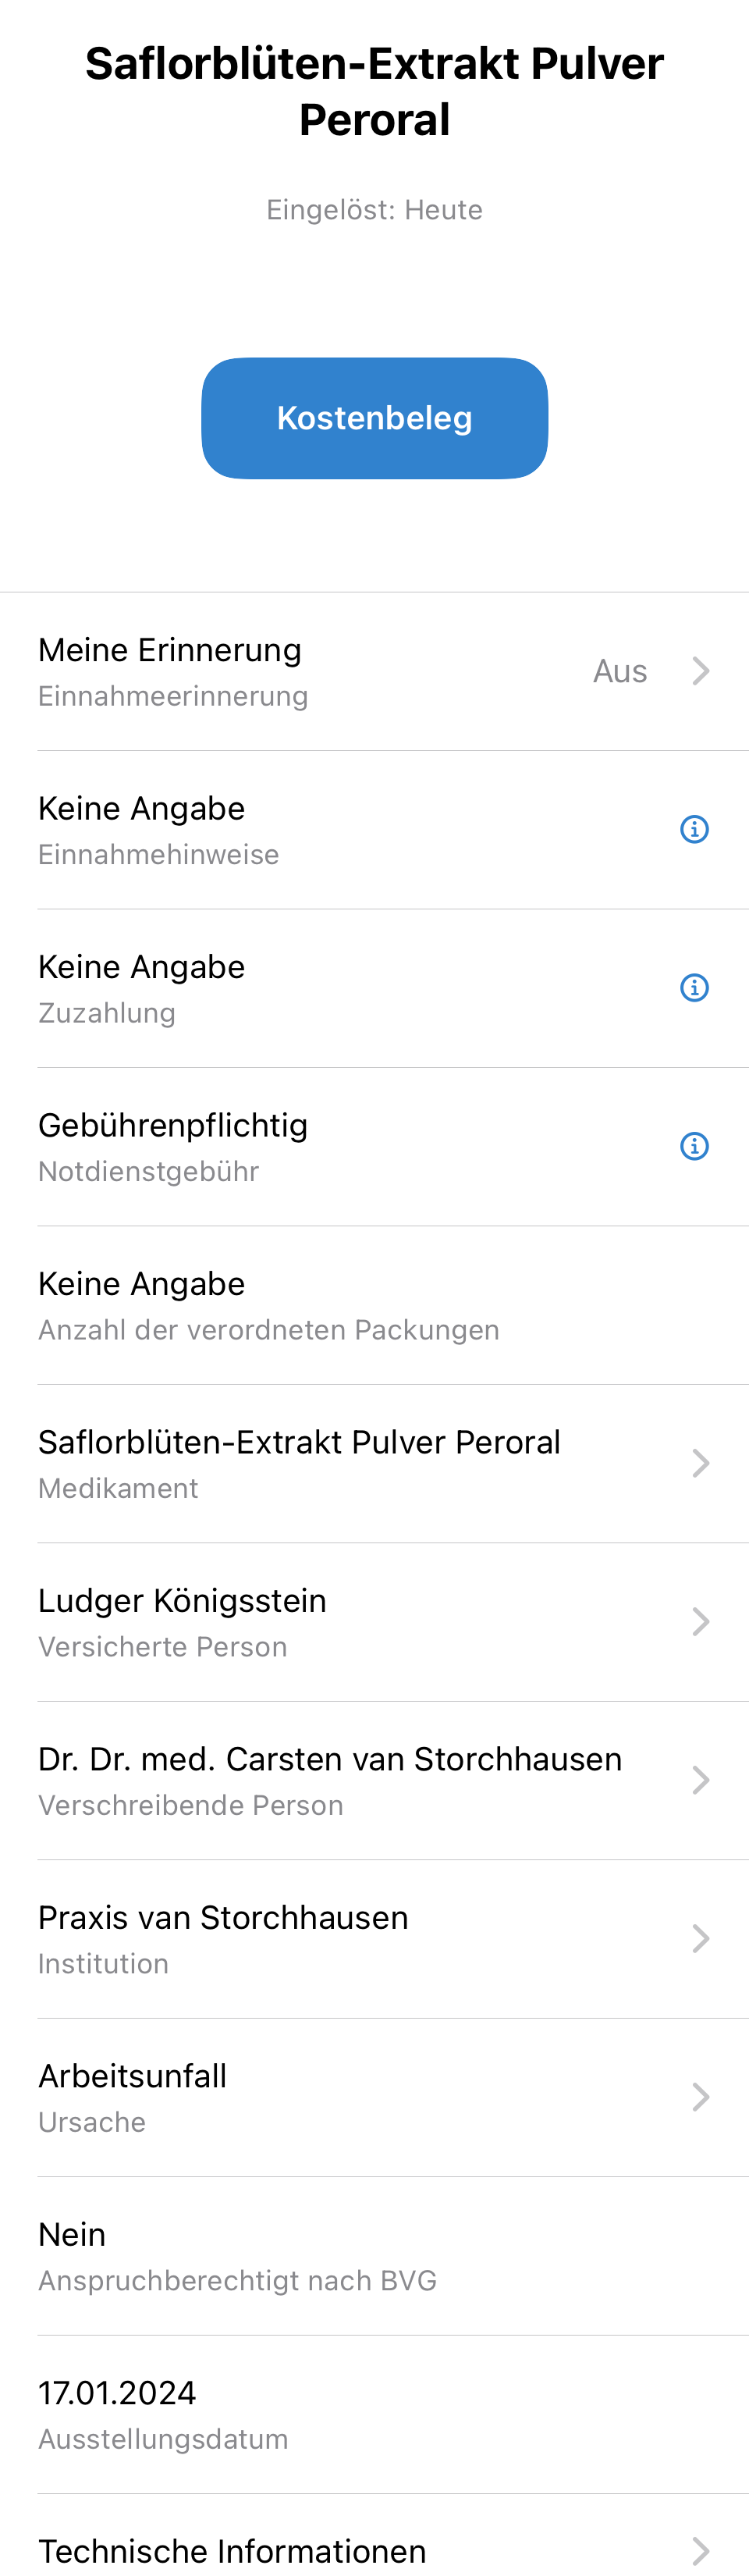 Saflorblüten-Extrakt Pulver
Peroral
Eingelöst: Heute
Kostenbeleg
Meine Erinnerung
Aus
Einnahmeerinnerung
Keine Angabe
Einnahmehinweise
Keine Angabe
Zuzahlung
Gebührenpflichtig
Notdienstgebühr
Keine Angabe
Anzahl der verordneten Packungen
Saflorblüten-Extrakt Pulver Peroral
Medikament
Ludger Königsstein
Versicherte Person
Dr. Dr. med. Carsten van Storchhausen
Verschreibende Person
Praxis van Storchhausen
Institution
Arbeitsunfall
Ursache
Nein
Anspruchberechtigt nach BVG
17.01.2024
Ausstellungsdatum
Technische Informationen